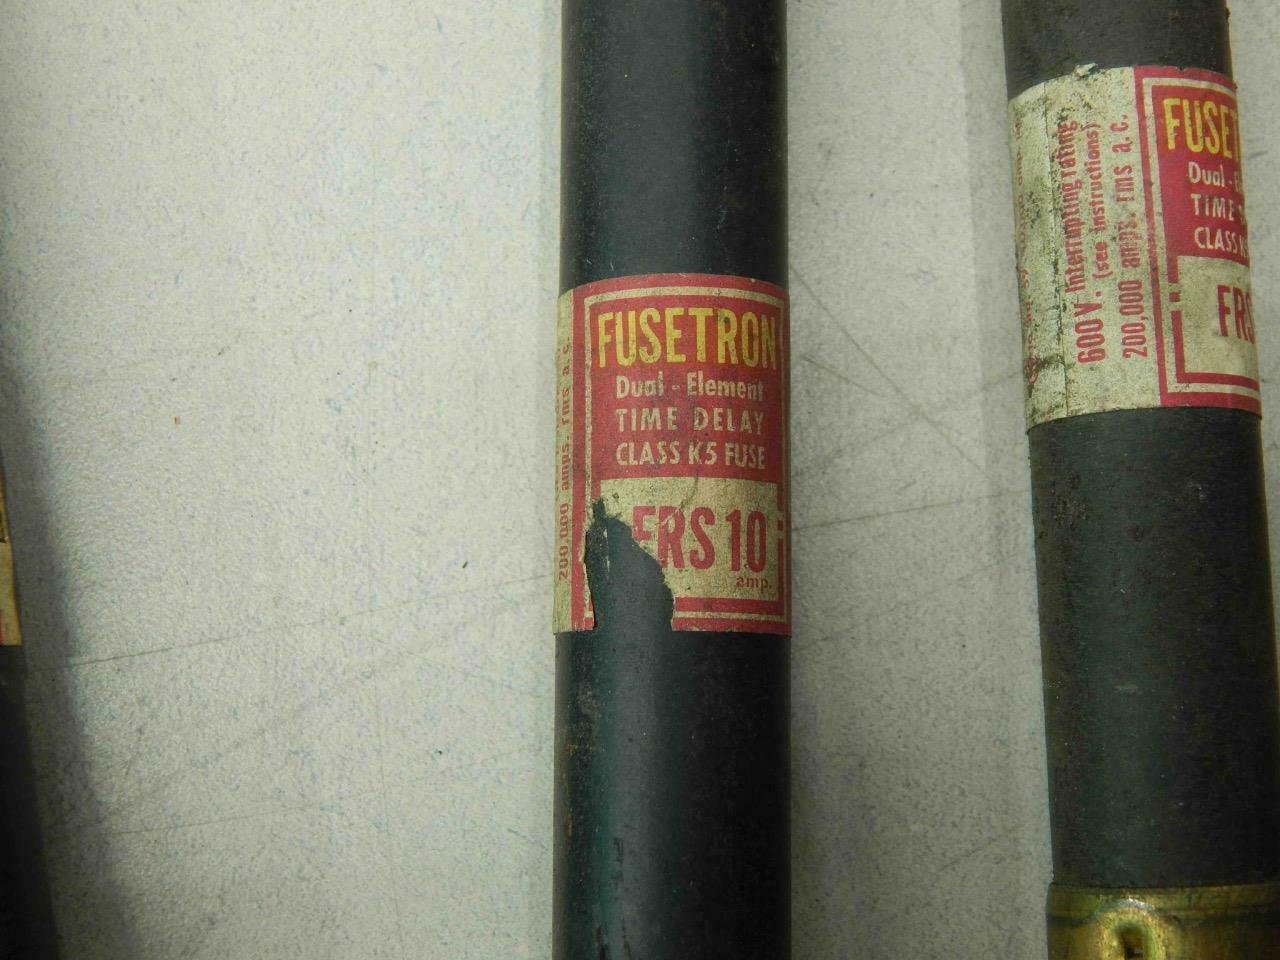 FUSETRON
Dual - Element
TIME DELAY
CLASS K5 FUSE
FRS 10
amp.
200,000 amps. rms a.c.
600V. Interrupting rating
(see instructions)
200,000 amps. rms a.c.
FUSET
Dual -
TIME
CLASS
FRS